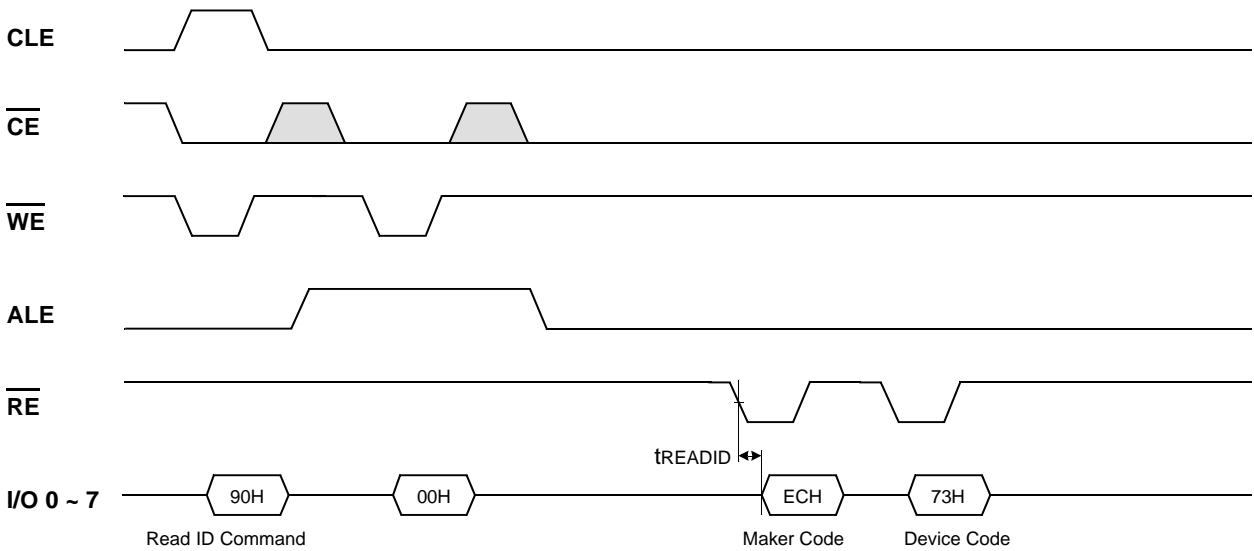 CLE
CE
WE
ALE
RE
tREADID
I/O 0 ~ 7
90H
00H
ECH
73H
Read ID Command
Maker Code
Device Code